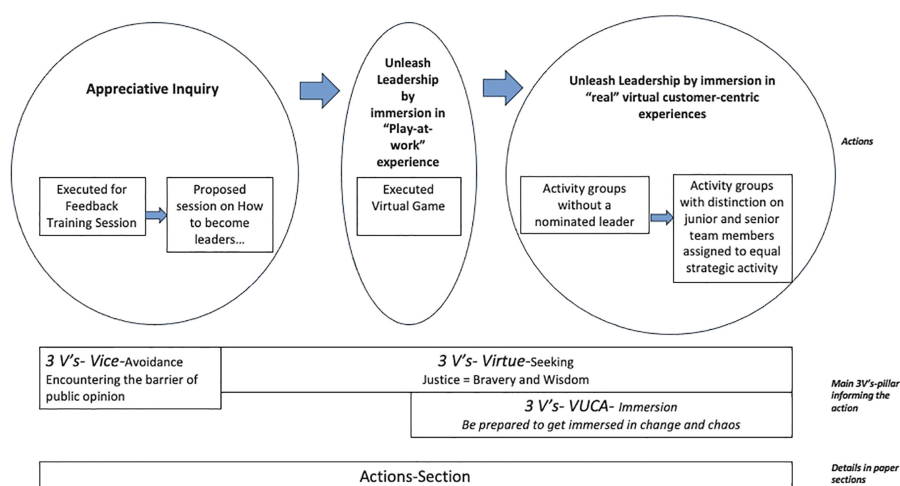 Appreciative Inquiry
Executed for
Feedback
Training Session
Proposed
session on How
to become
leaders...
Unleash
Leadership
by
immersion in
"Play-at-
work"
experience
Executed
Virtual Game
Unleash Leadership by immersion in
"real" virtual customer-centric
experiences
Activity groups
without a
nominated leader
Activity groups
with distinction on
junior and senior
team members
assigned to equal
strategic activity
Actions
3 V's- Vice-Avoidance
Encountering the barrier of
public opinion
3 V's- Virtue-Seeking
Justice = Bravery and Wisdom
3 V's- VUCA- Immersion
Be prepared to get immersed in change and chaos
Main 3V's-pillar
informing the
action
Actions-Section
Details in paper
sections